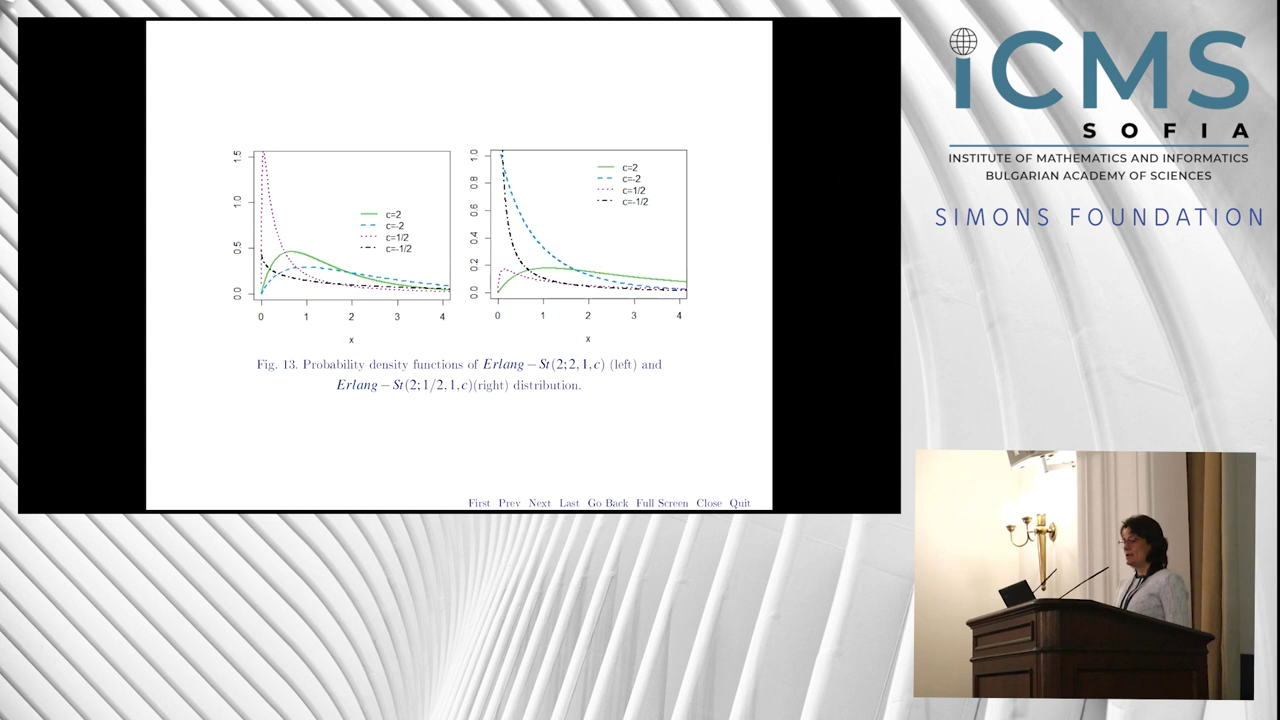 iCMS
SOFIA
INSTITUTE OF MATHEMATICS AND INFORMATICS
BULGARIAN ACADEMY OF SCIENCES
SIMONS FOUNDATION
1.5
1.0
0.5
0.0
c=2
c=-2
c=1/2
c=-1/2
0 1 2 3 4
x
1.0
0.8
0.6
0.4
0.2
0.0
c=2
c=-2
c=1/2
c=-1/2
0 1 2 3 4
x
Fig. 13. Probability density functions of Erlang – St(2;2,1,c) (left) and
Erlang – St(2;1/2,1,c)(right) distribution.
First Prev Next Last Go Back Full Screen Close Quit